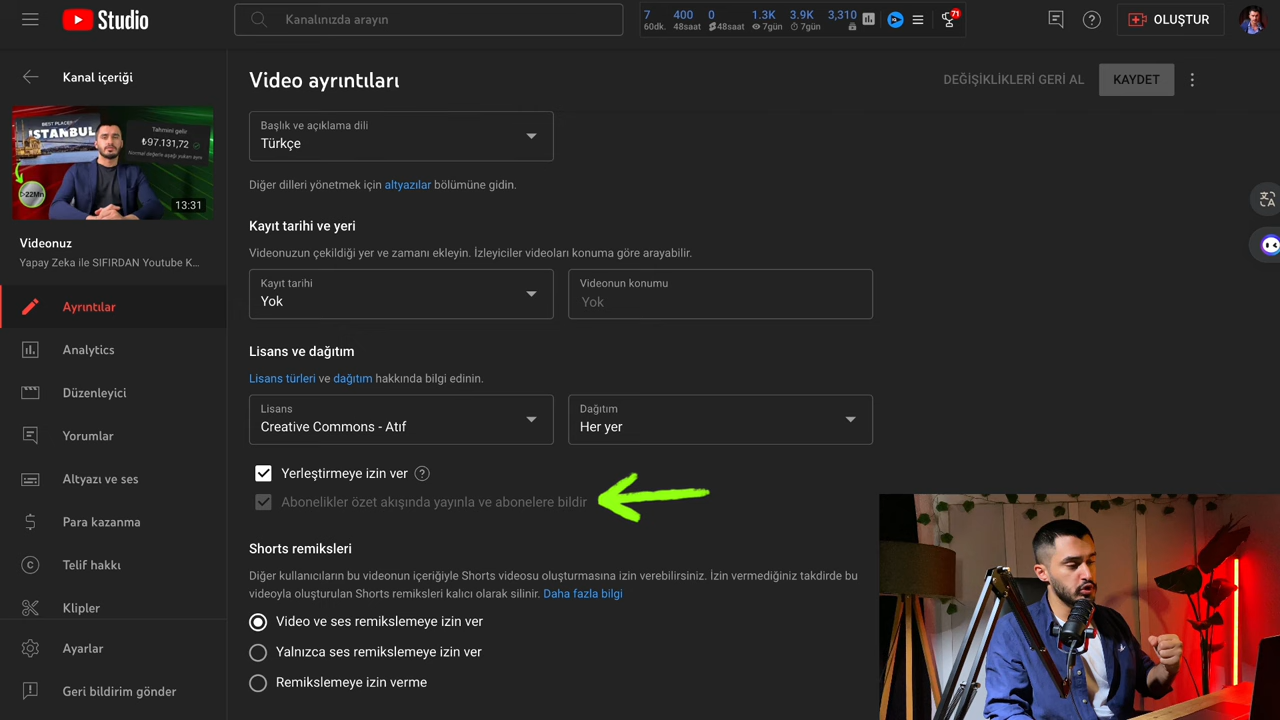 Studio
Kanalınızda arayın
7 400 0 1.3K 3.9K 3,310
60dk. 48saat 48saat 7gün 7gün
71
OLUŞTUR
Kanal içeriği
Video ayrıntıları
DEĞİŞİKLİKLERİ GERİ AL
KAYDET
BEST PLACES
ISTANBUL
Tahmini gelir
₺97.131,72
13:31
Videonuz
Yapay Zeka ile SIFIRDAN Youtube K...
Ayrıntılar
Analytics
Düzenleyici
Yorumlar
Altyazı ve ses
Para kazanma
Telif hakkı
Klipler
Ayarlar
Geri bildirim gönder
Başlık ve açıklama dili
Türkçe
Diğer dilleri yönetmek için altyazılar bölümüne gidin.
Kayıt tarihi ve yeri
Videonuzun çekildiği yer ve zamanı ekleyin. İzleyiciler videoları konuma göre arayabilir.
Kayıt tarihi
Yok
Videonun konumu
Yok
Lisans ve dağıtım
Lisans türleri ve dağıtım hakkında bilgi edinin.
Lisans
Creative Commons - Atıf
Dağıtım
Her yer
Yerleştirmeye izin ver
Abonelikler özet akışında yayınla ve abonelere bildir
Shorts remiksleri
Diğer kullanıcıların bu videonun içeriğiyle Shorts videosu oluşturmasına izin verebilirsiniz. İzin vermediğiniz takdirde bu
videoyla oluşturulan Shorts remiksleri kalıcı olarak silinir. Daha fazla bilgi
Video ve ses remikslemeye izin ver
Yalnızca ses remikslemeye izin ver
Remikslemeye izin verme